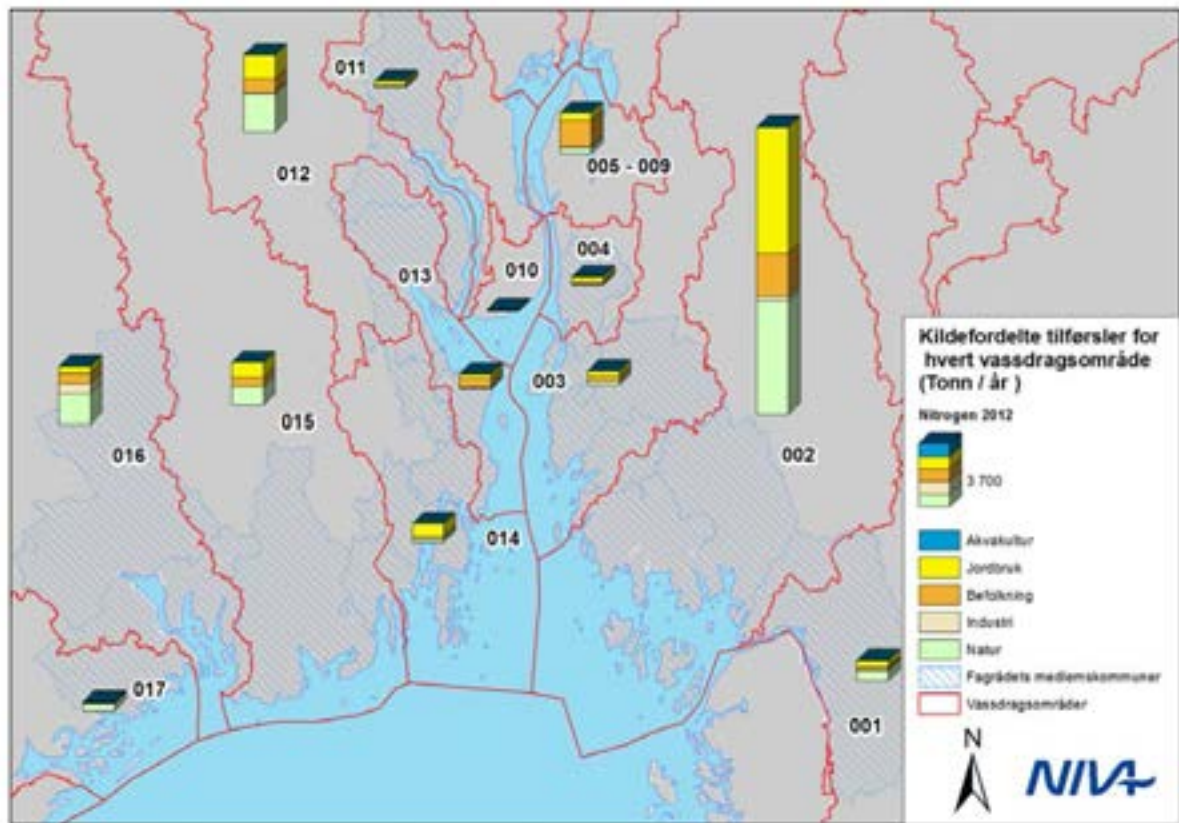 011
012
005 - 009
004
013
010
003
015
016
002
014
017
001
Kildefordelte tilførsler for
hvert vassdragsområde
(Tonn / år )
Nitrogen 2012
3 700
Akvakultur
Jordbruk
Befolkning
Industri
Natur
Fagrådets medlemskommuner
Vassdragsområder
N
NIVA